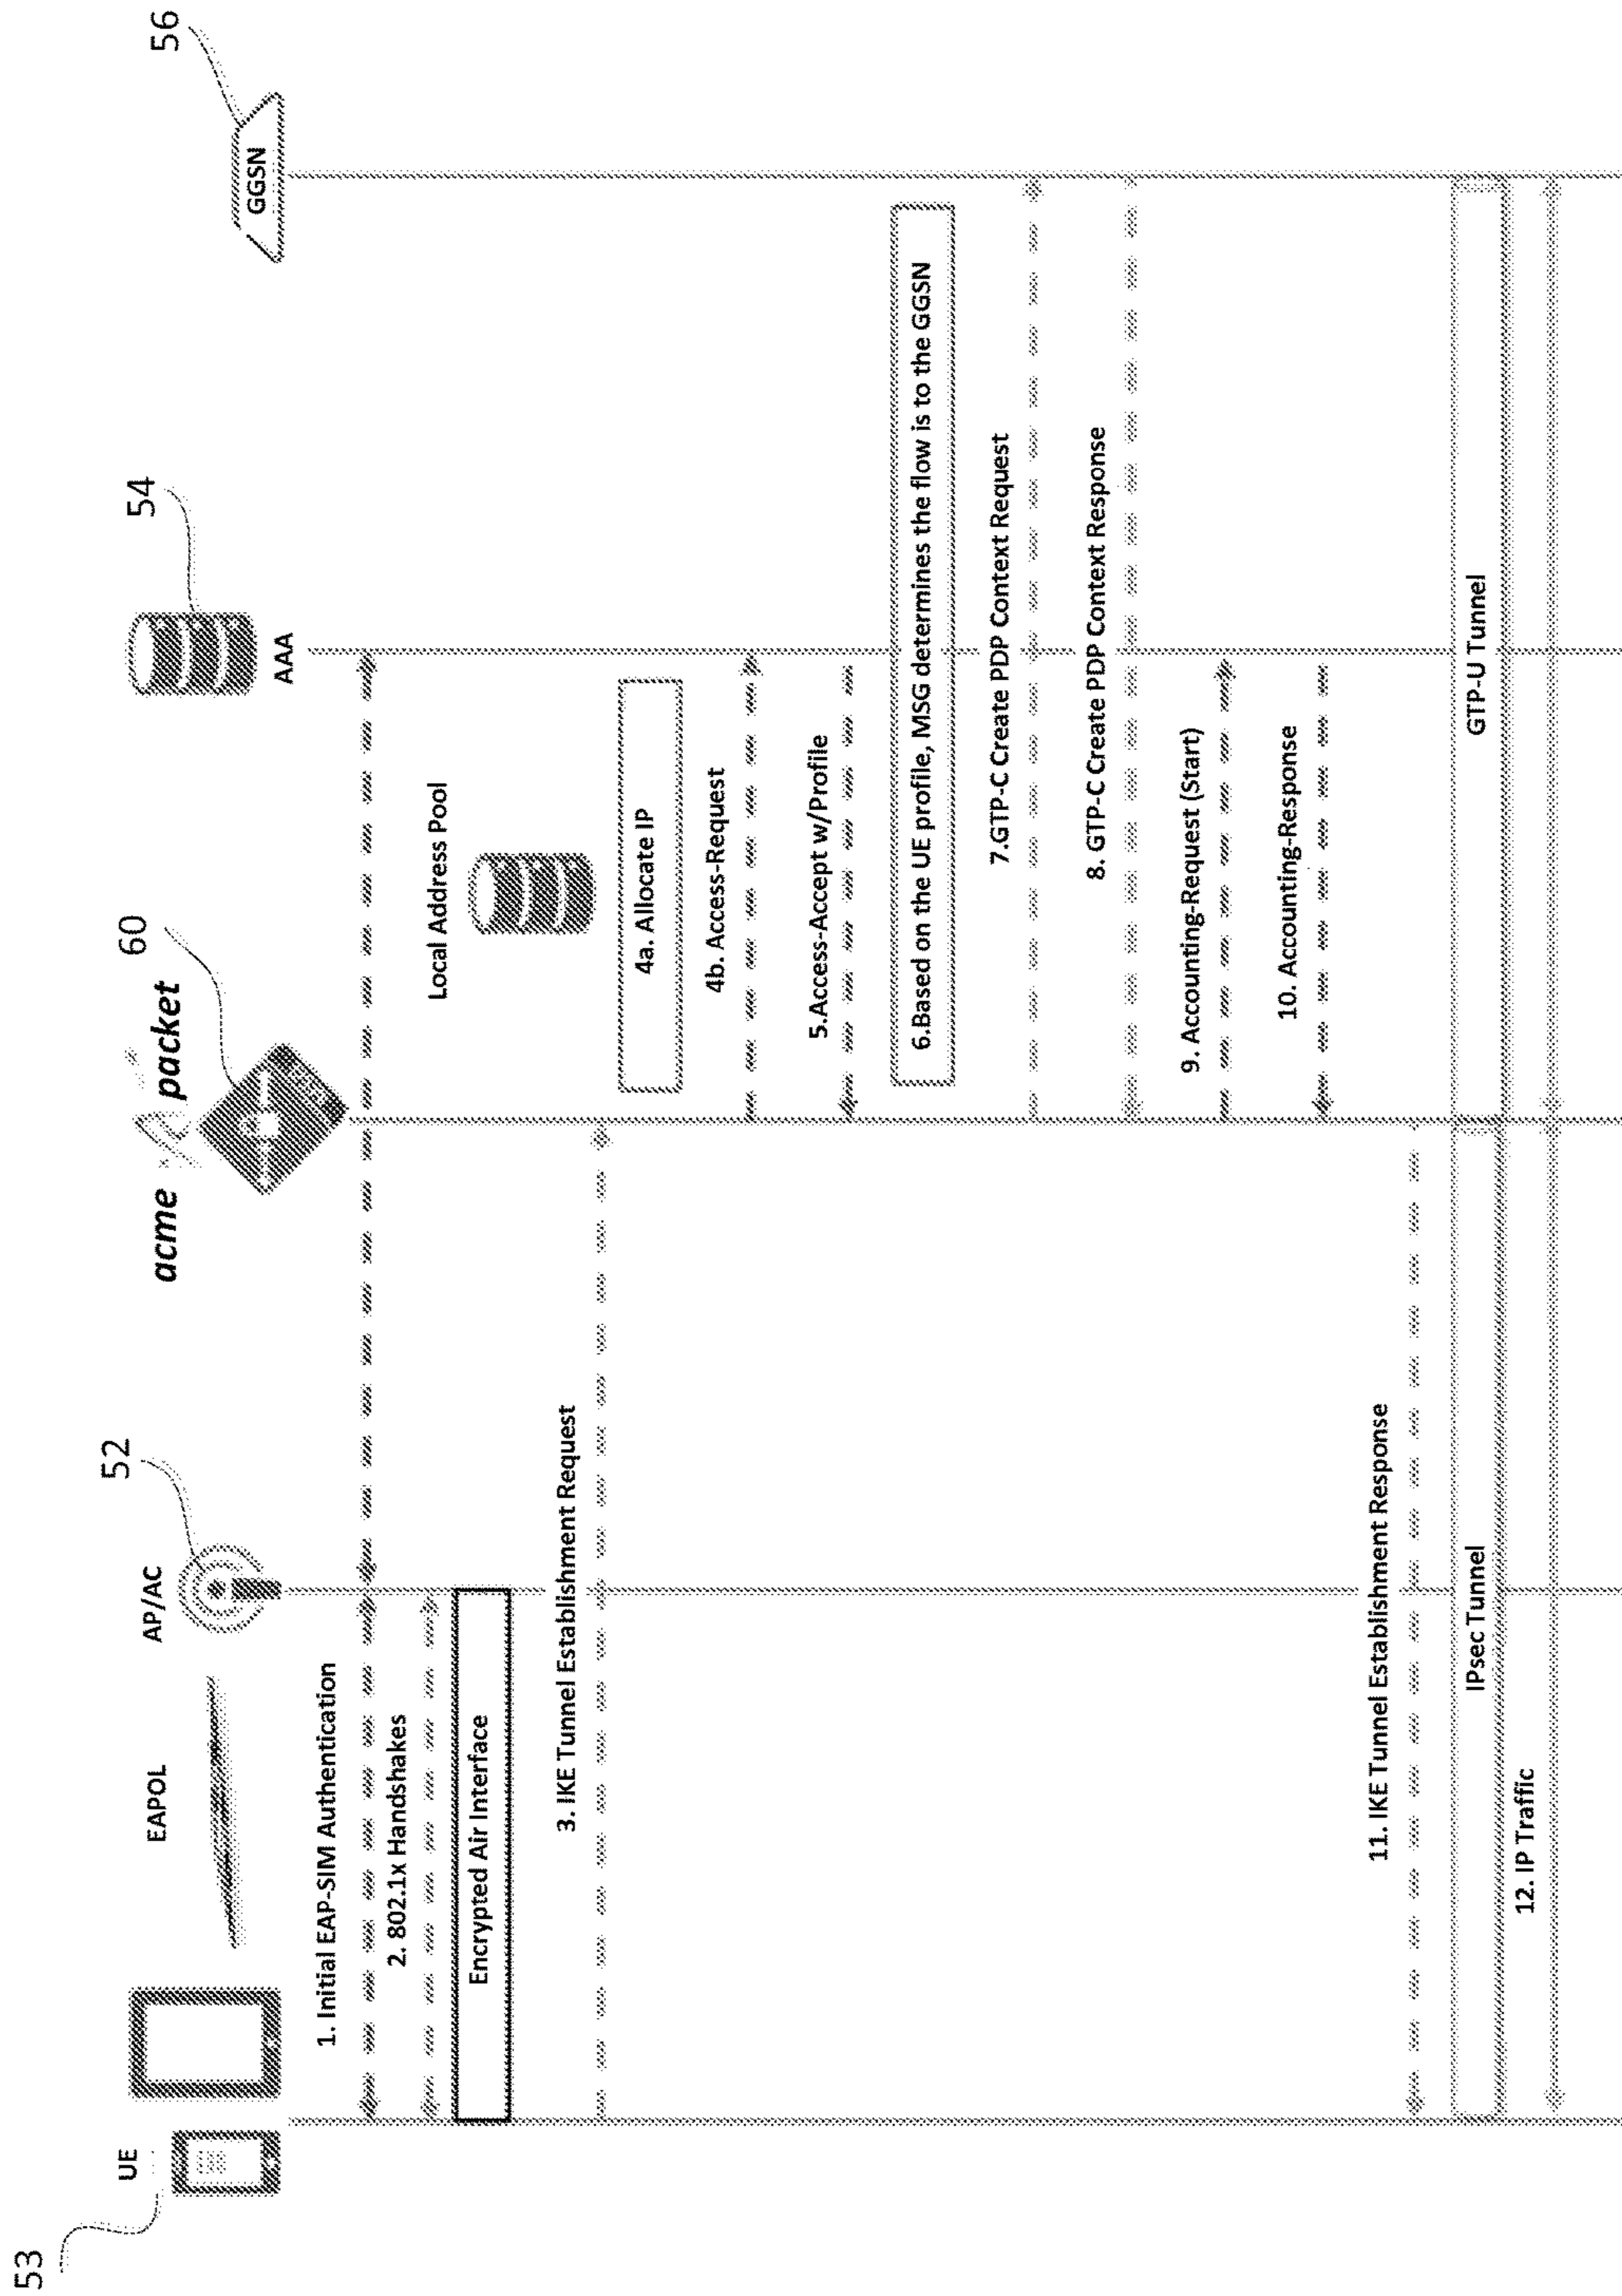 53
UE
EAPOL
AP/AC
52
acme packet
60
AAA
54
GGSN
56
1. Initial EAP-SIM Authentication
2. 802.1x Handshakes
Encrypted Air Interface
Local Address Pool
3. IKE Tunnel Establishment Request
4a. Allocate IP
4b. Access-Request
5.Access-Accept w/Profile
6.Based on the UE profile, MSG determines the flow is to the GGSN
7.GTP-C Create PDP Context Request
8. GTP-C Create PDP Context Response
9. Accounting-Request (Start)
10. Accounting-Response
11. IKE Tunnel Establishment Response
IPsec Tunnel
GTP-U Tunnel
12. IP Traffic